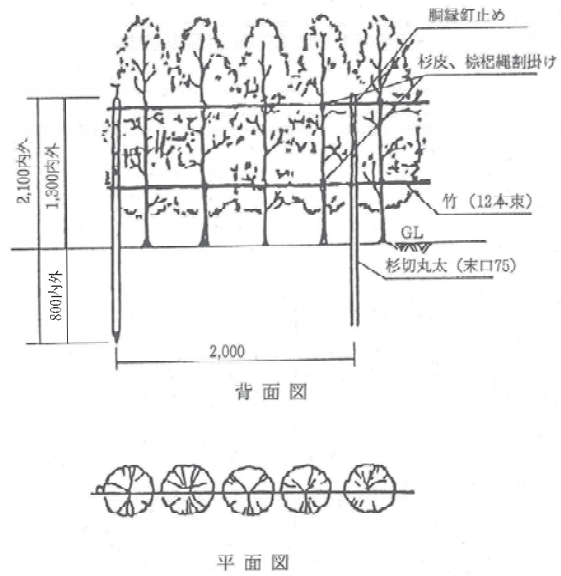 胴縁釘止め
杉皮、棕梠縄割掛け
2,100内外
1,300内外
800内外
竹（12本束）
GL
杉切丸太（末口75）
2,000
背面図
平面図